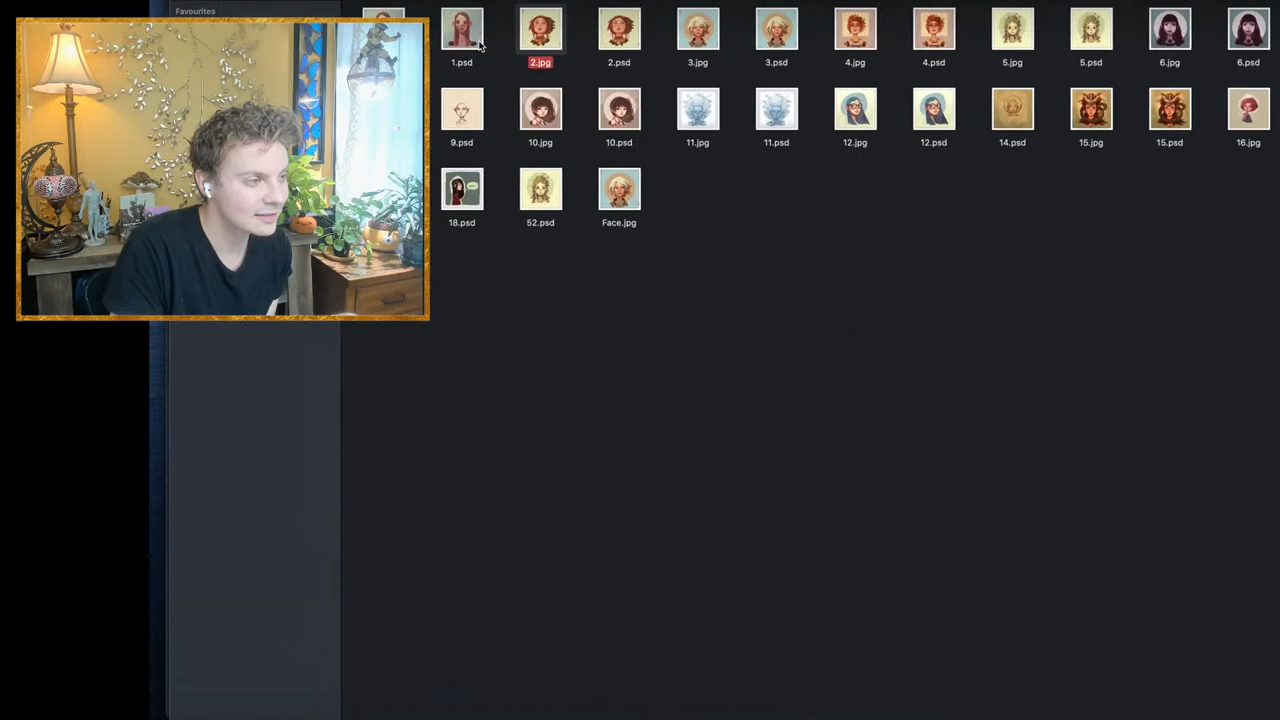 Favourites
1.psd 2.jpg 2.psd 3.jpg 3.psd 4.jpg 4.psd 5.jpg 5.psd 6.jpg 6.psd
9.psd 10.jpg 10.psd 11.jpg 11.psd 12.jpg 12.psd 14.psd 15.jpg 15.psd 16.jpg
18.psd 52.psd Face.jpg